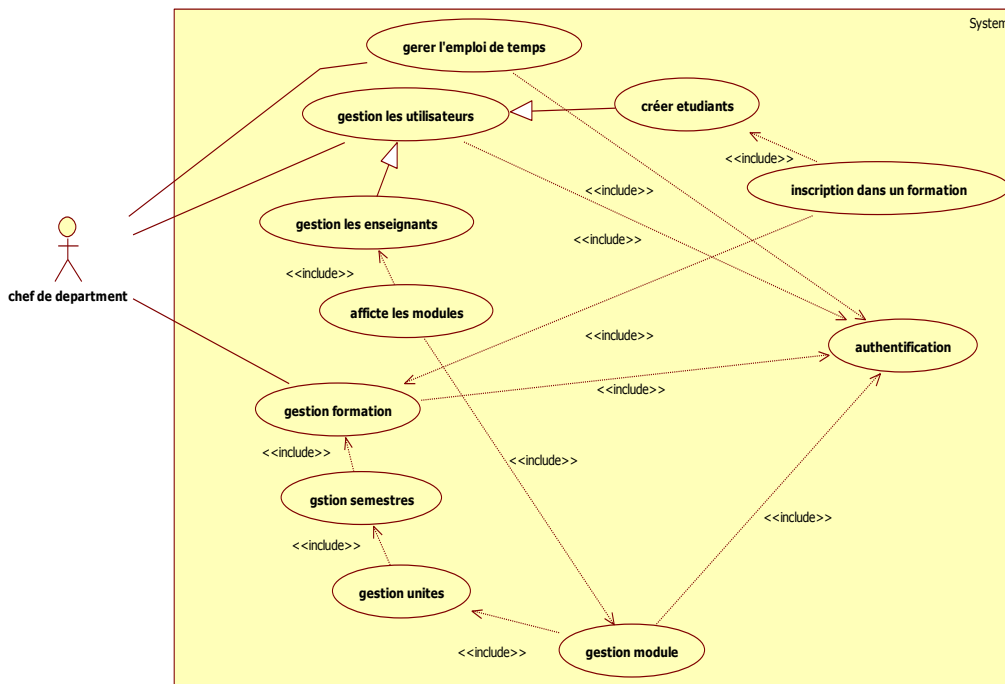 System
gerer l'emploi de temps
créer etudiants
gestion les utilisateurs
<<include>>
<<include>>
inscription dans un formation
gestion les enseignants
<<include>>
<<include>>
chef de department
afficte les modules
<<include>>
authentification
<<include>>
gestion formation
<<include>>
<<include>>
gstion semestres
<<include>>
<<include>>
gestion unites
<<include>>
gestion module